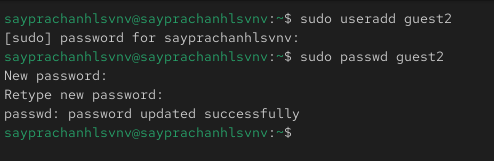 sayprachanhlsvnv@sayprachanhlsvnv:~$ sudo useradd guest2
[sudo] password for sayprachanhlsvnv:
sayprachanhlsvnv@sayprachanhlsvnv:~$ sudo passwd guest2
New password:
Retype new password:
passwd: password updated successfully
sayprachanhlsvnv@sayprachanhlsvnv:~$